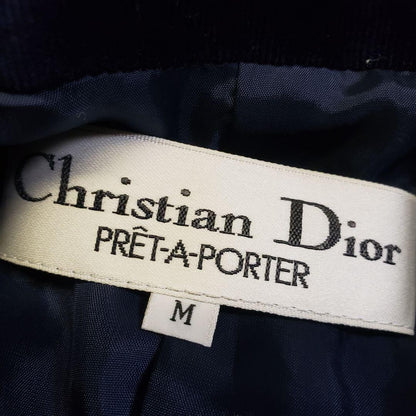 Christian Dior
PRÊT-A-PORTER
M